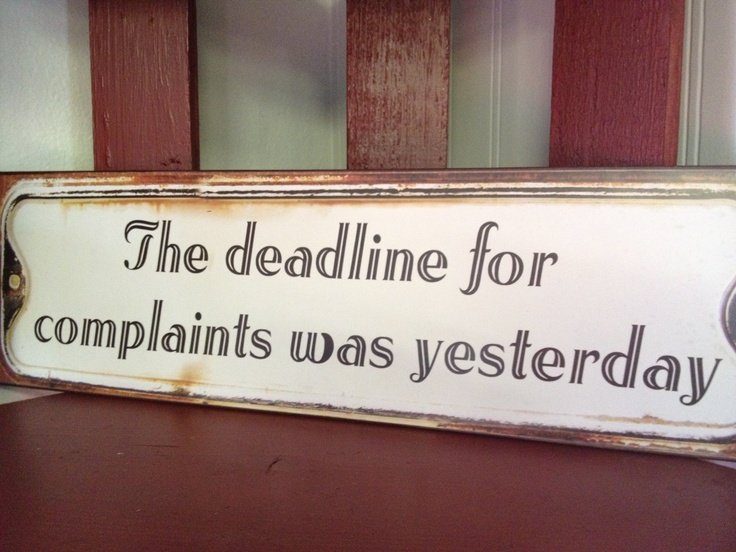 The deadline for
complaints was yesterday